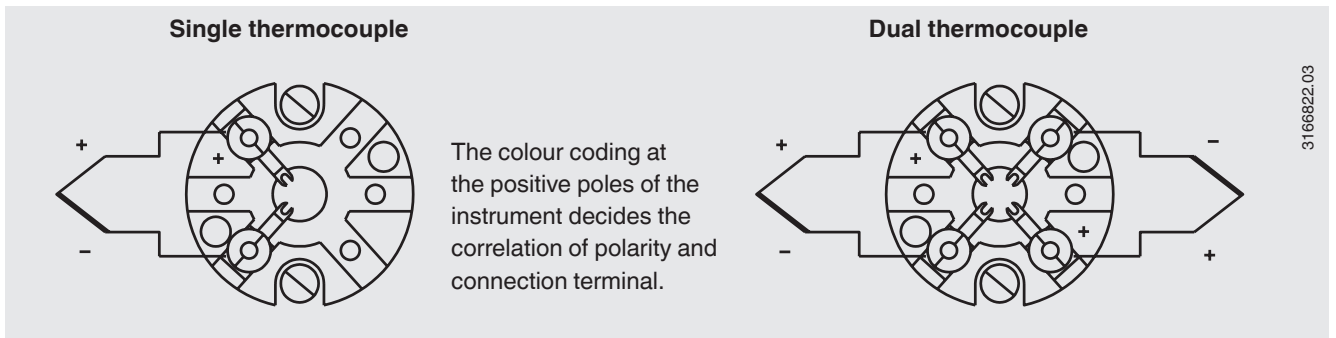 Single thermocouple
+
+
−
The colour coding at
the positive poles of the
instrument decides the
correlation of polarity and
connection terminal.
Dual thermocouple
+
+
−
−
+
+
3166822.03